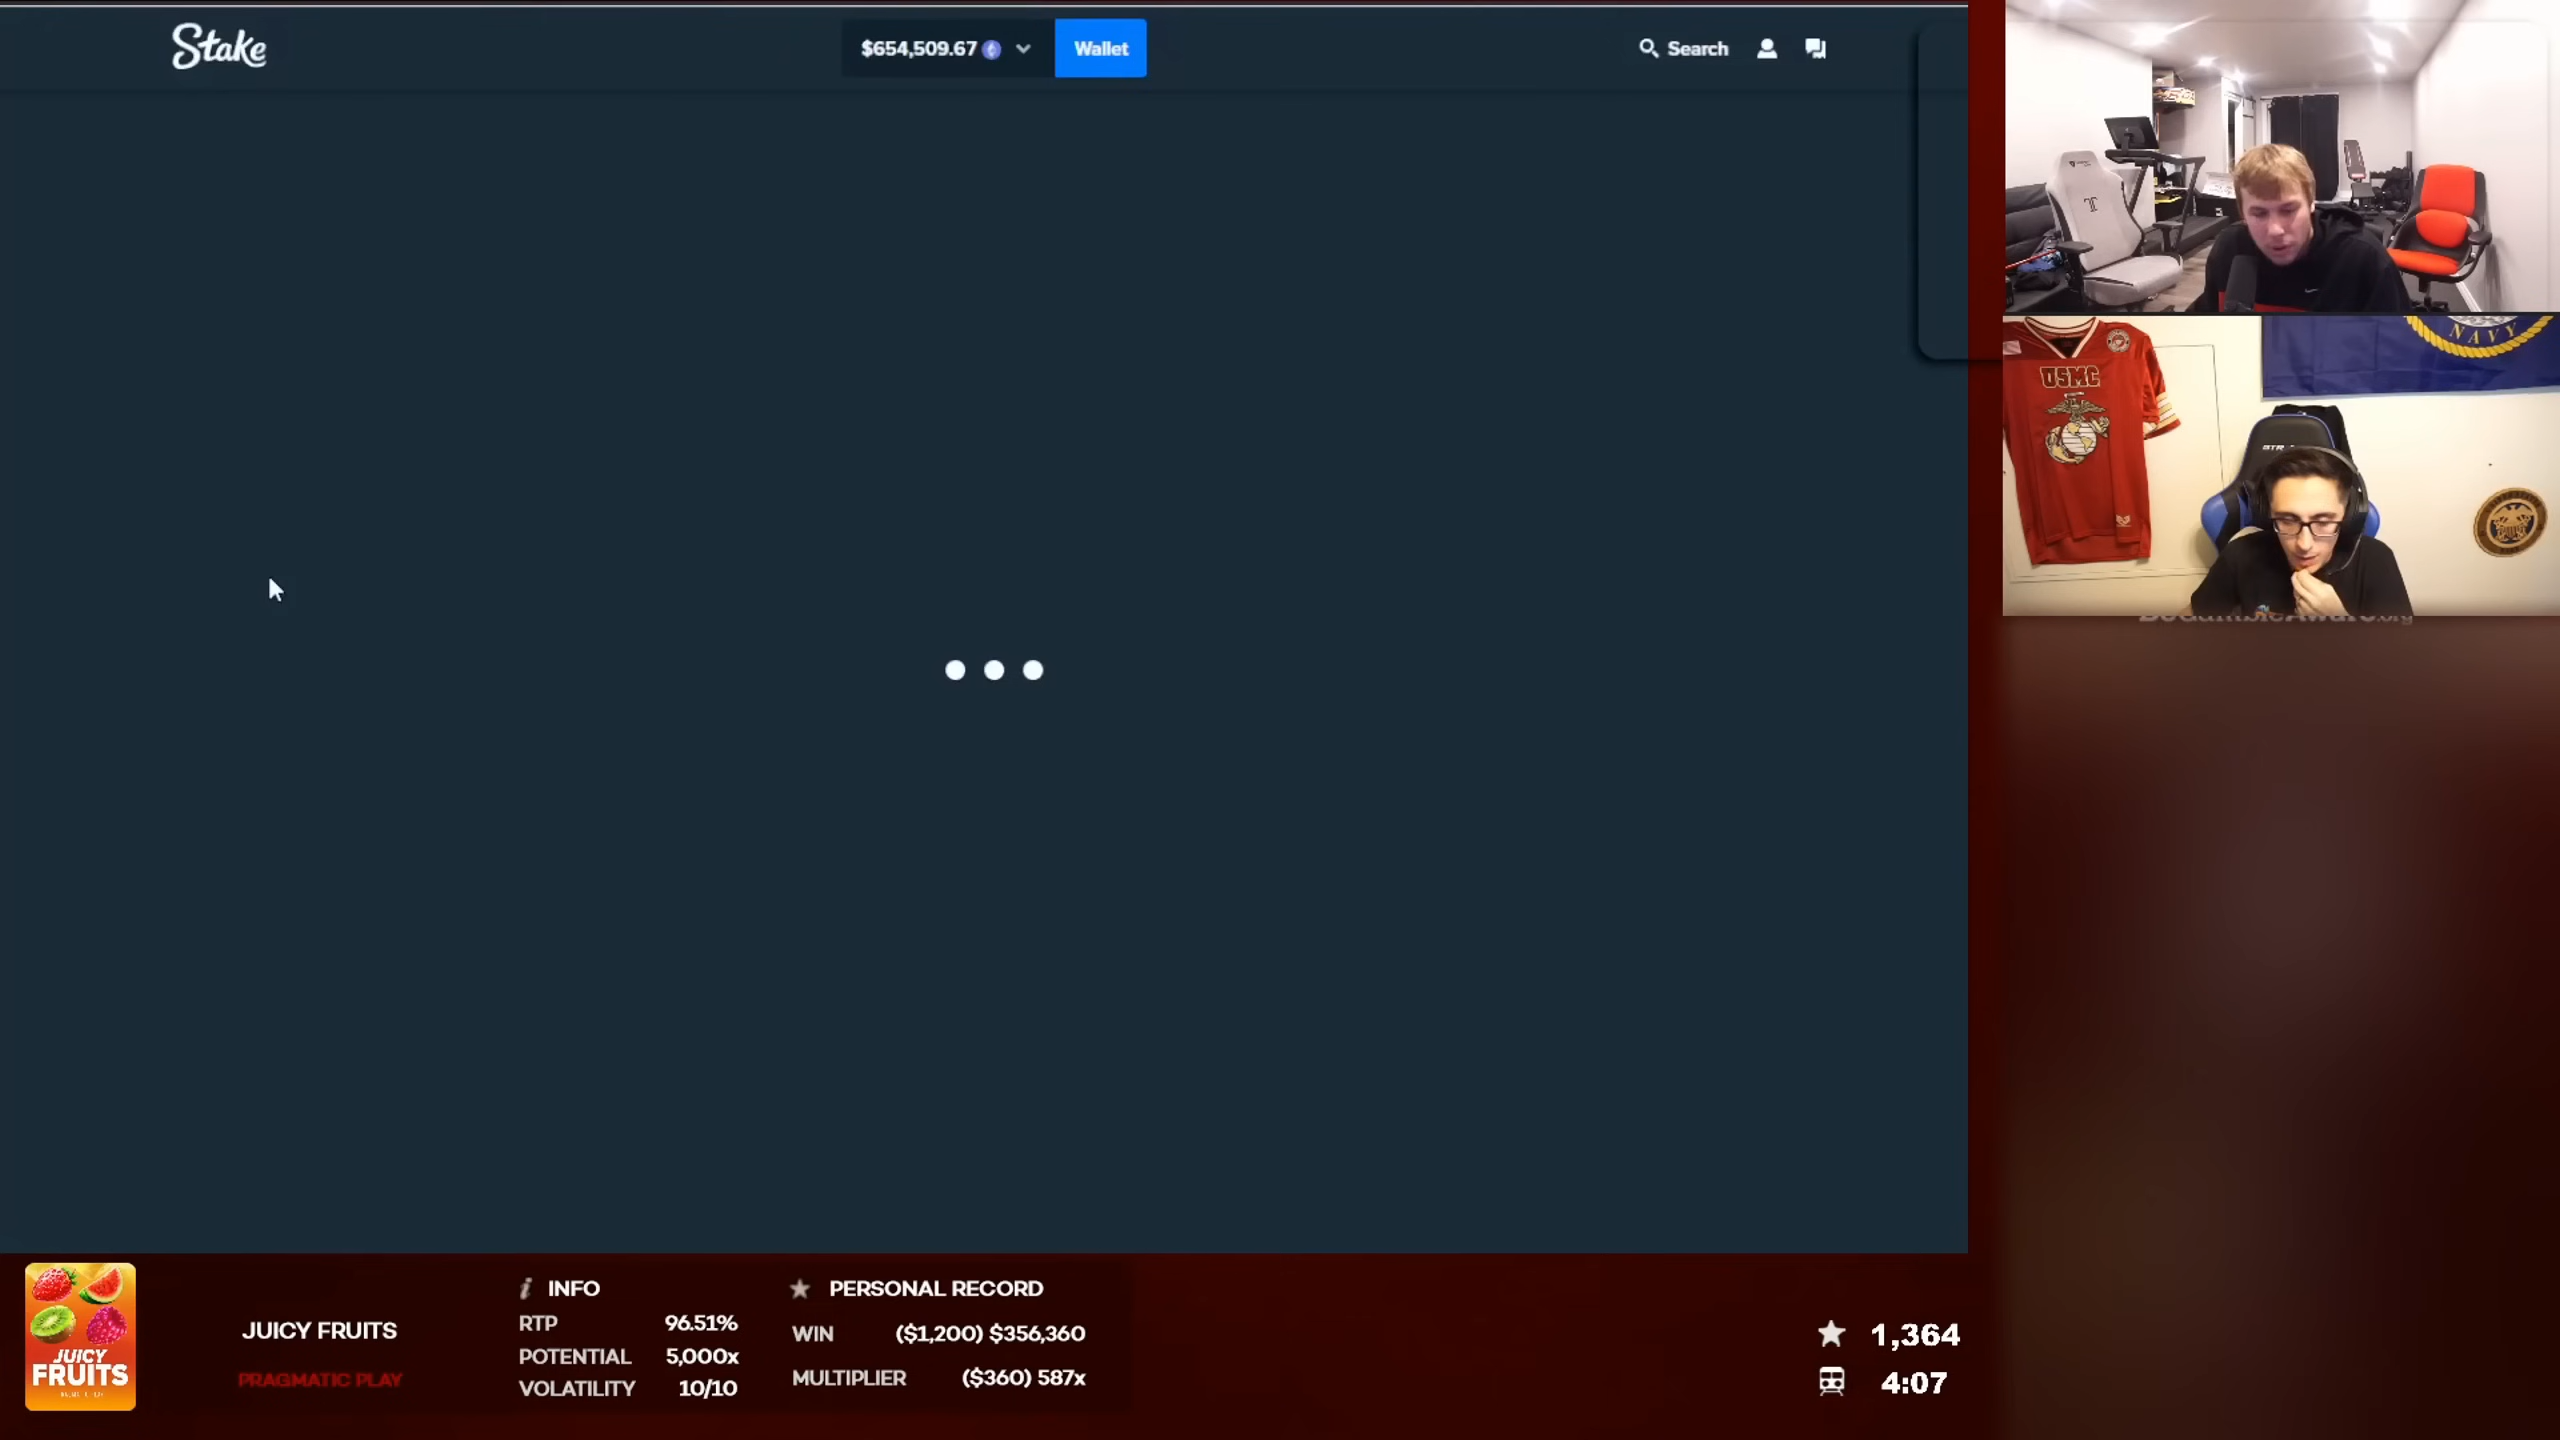 Stake
$654,509.67
Wallet
Search
NAVY
USMC
JUICY FRUITS
JUICY FRUITS
PRAGMATIC PLAY
INFO
RTP 96.51%
POTENTIAL 5,000x
VOLATILITY 10/10
PERSONAL RECORD
WIN ($1,200) $356,360
MULTIPLIER ($360) 587x
1,364
4:07